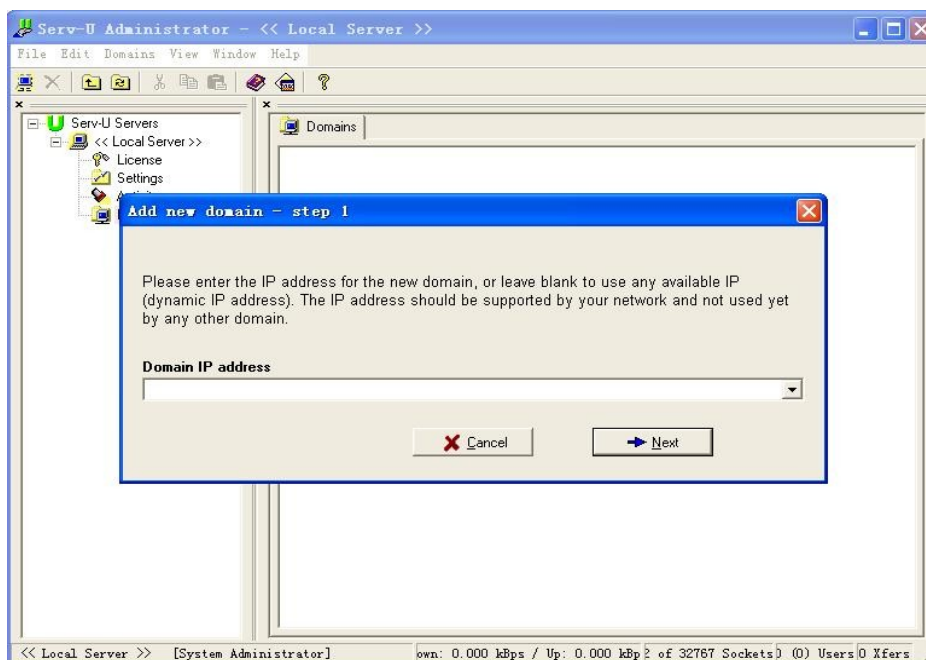 Serv-U Administrator - << Local Server >>
File Edit Domains View Window Help
Serv-U Servers
<< Local Server >>
License
Settings
Domains
Add new domain - step 1
Please enter the IP address for the new domain, or leave blank to use any available IP
(dynamic IP address). The IP address should be supported by your network and not used yet
by any other domain.
Domain IP address
Cancel
Next
<< Local Server >> [System Administrator] own: 0.000 kBps / Up: 0.000 kBp 2 of 32767 Sockets (0) Users 0 Xfers